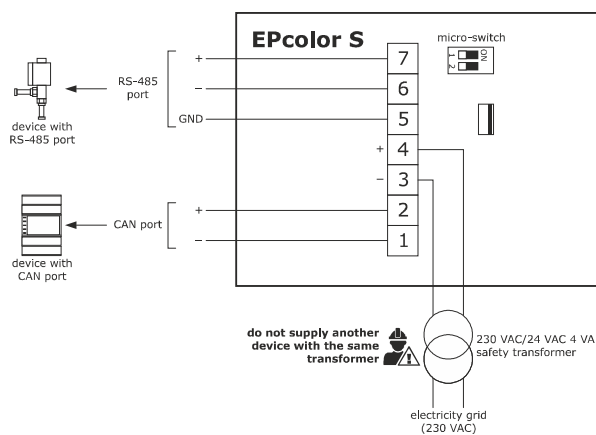 EPcolor S
micro-switch
ON
1
2
7
6
5
4
3
2
1
+
−
GND
RS-485
port
device with
RS-485 port
+
−
+
−
CAN port
device with
CAN port
do not supply another
device with the same
transformer
230 VAC/24 VAC 4 VA
safety transformer
electricity grid
(230 VAC)